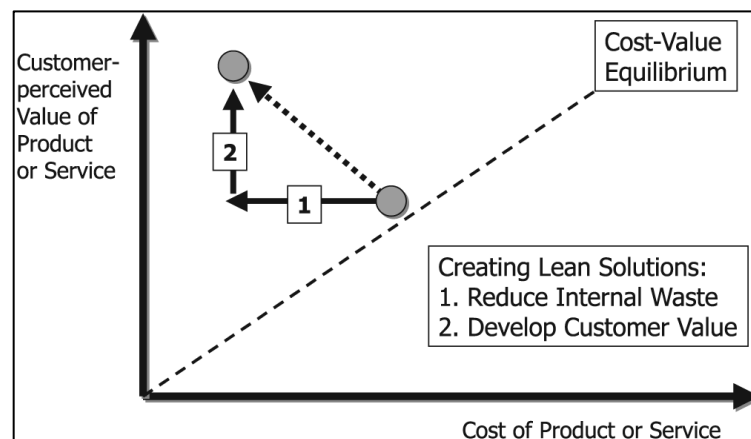 Customer-
perceived
Value of
Product
or Service
Cost-Value
Equilibrium
2
1
Creating Lean Solutions:
1. Reduce Internal Waste
2. Develop Customer Value
Cost of Product or Service